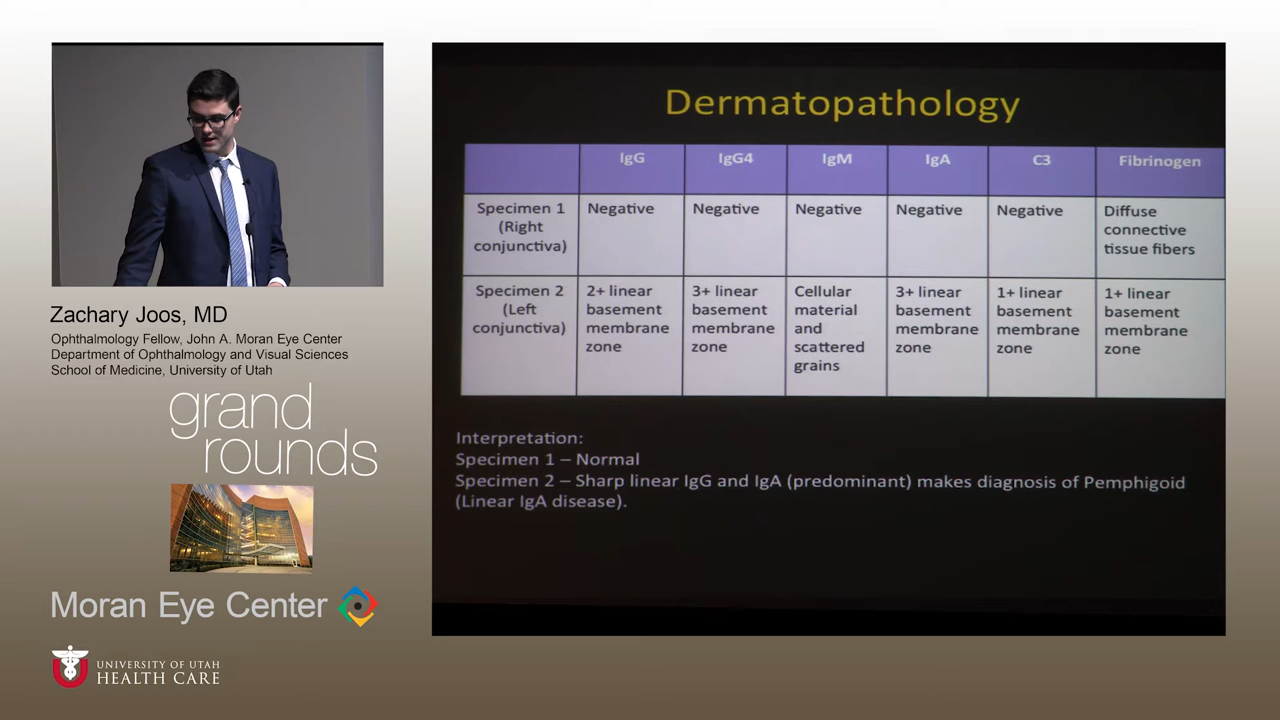 Dermatopathology
IgG IgG4 IgM IgA C3 Fibrinogen
Specimen 1 (Right conjunctiva) Negative Negative Negative Negative Negative Diffuse connective tissue fibers
Specimen 2 (Left conjunctiva) 2+ linear basement membrane zone 3+ linear basement membrane zone Cellular material and scattered grains 3+ linear basement membrane zone 1+ linear basement membrane zone 1+ linear basement membrane zone
Interpretation:
Specimen 1 – Normal
Specimen 2 – Sharp linear IgG and IgA (predominant) makes diagnosis of Pemphigoid
(Linear IgA disease).
Zachary Joos, MD
Ophthalmology Fellow, John A. Moran Eye Center
Department of Ophthalmology and Visual Sciences
School of Medicine, University of Utah
grand
rounds
Moran Eye Center
UNIVERSITY OF UTAH
HEALTH CARE